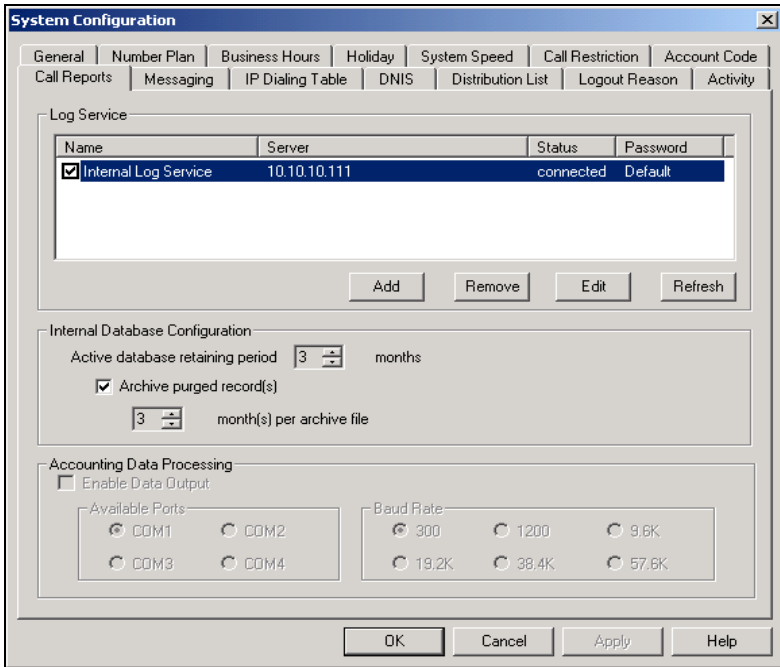 System Configuration
General Number Plan Business Hours Holiday System Speed Call Restriction Account Code
Call Reports Messaging IP Dialing Table DNIS Distribution List Logout Reason Activity
Log Service
Name Server Status Password
Internal Log Service 10.10.10.111 connected Default
Add Remove Edit Refresh
Internal Database Configuration
Active database retaining period 3 months
Archive purged record(s)
3 month(s) per archive file
Accounting Data Processing
Enable Data Output
Available Ports Baud Rate
COM1 COM2 300 1200 9.6K
COM3 COM4 19.2K 38.4K 57.6K
OK Cancel Apply Help